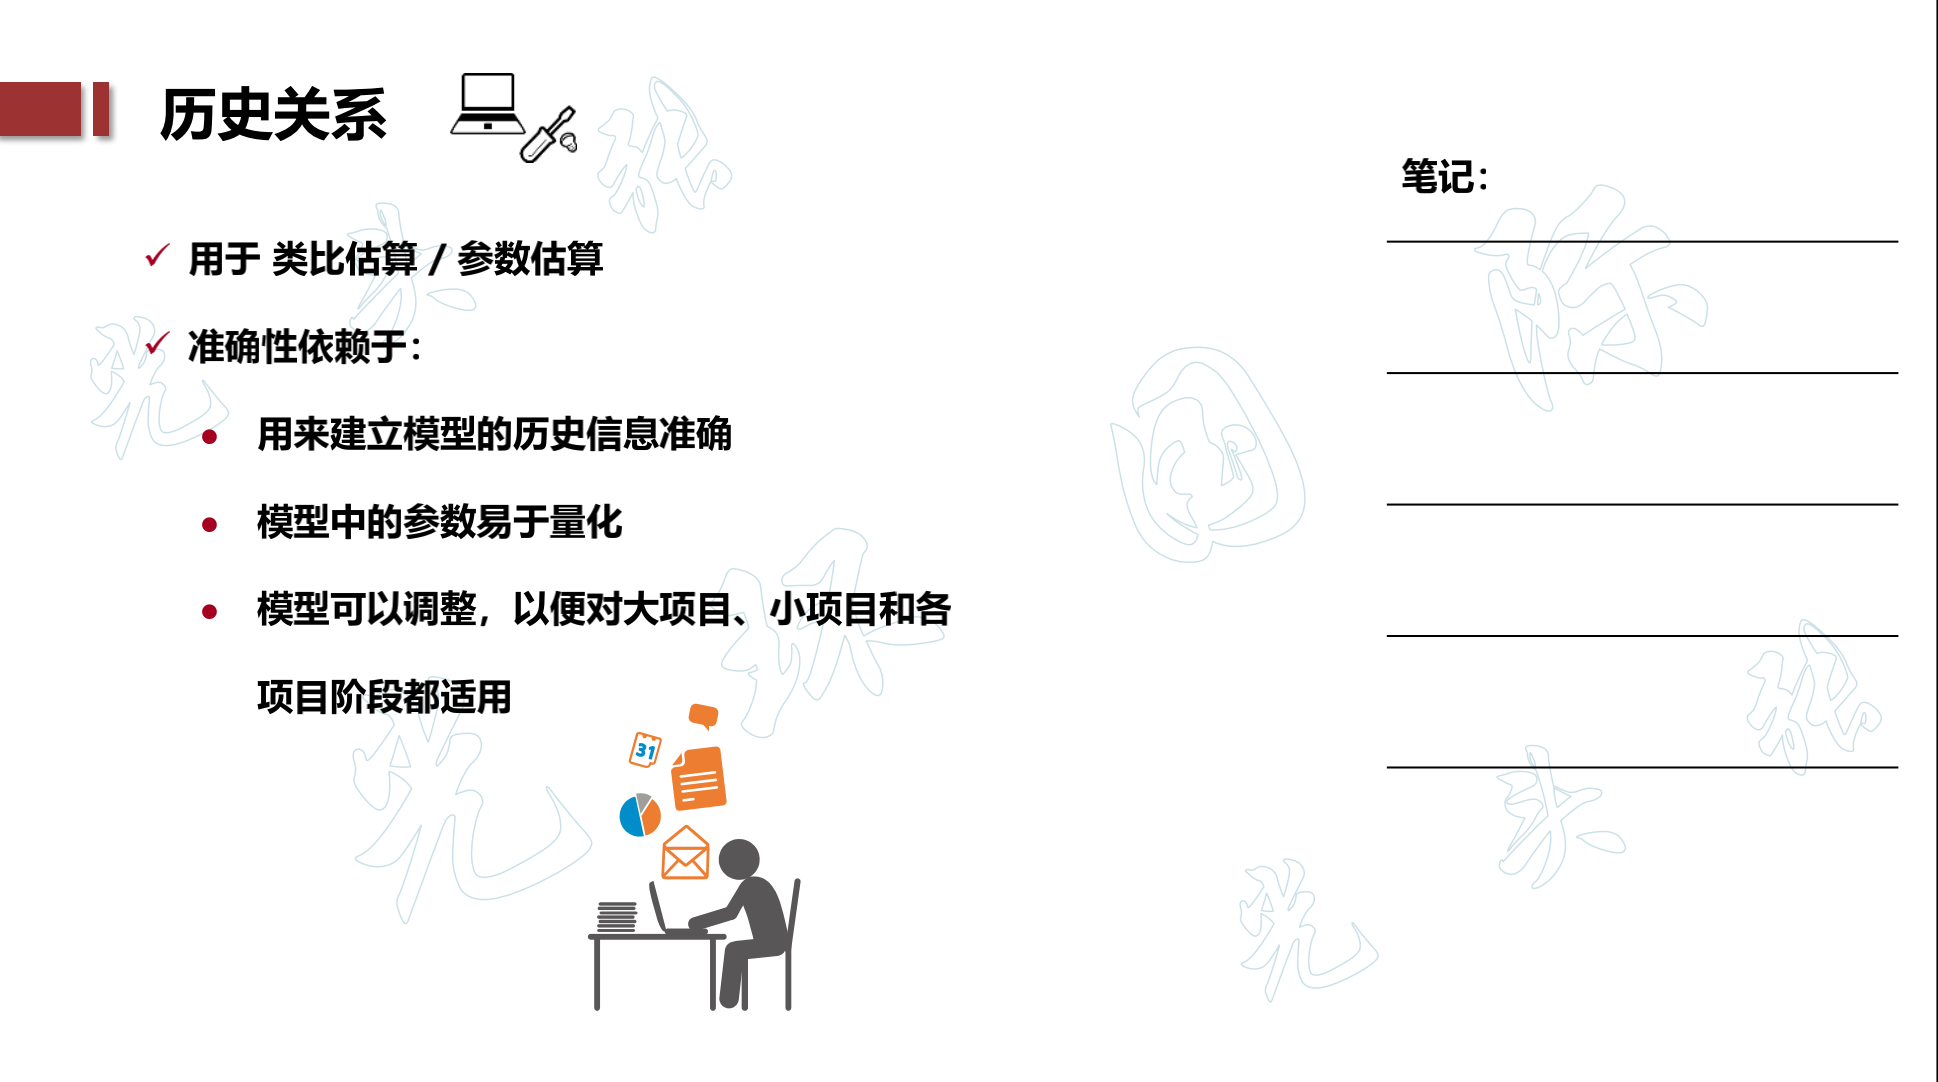 历史关系
✓ 用于 类比估算 / 参数估算
✓ 准确性依赖于：
● 用来建立模型的历史信息准确
● 模型中的参数易于量化
● 模型可以调整，以便对大项目、小项目和各
项目阶段都适用
31
笔记：